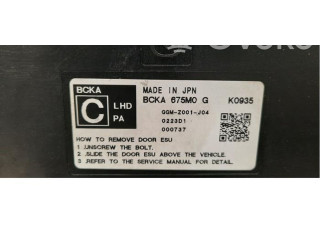 BCKA
C
LHD
PA
MADE IN JPN
BCKA 675M0 G K0935
GGM-Z001-J04
0223D1
000737
HOW TO REMOVE DOOR ESU
1.UNSCREW THE BOLT.
2.SLIDE THE DOOR ESU ABOVE THE VEHICLE.
3.REFER TO THE SERVICE MANUAL FOR DETAIL.